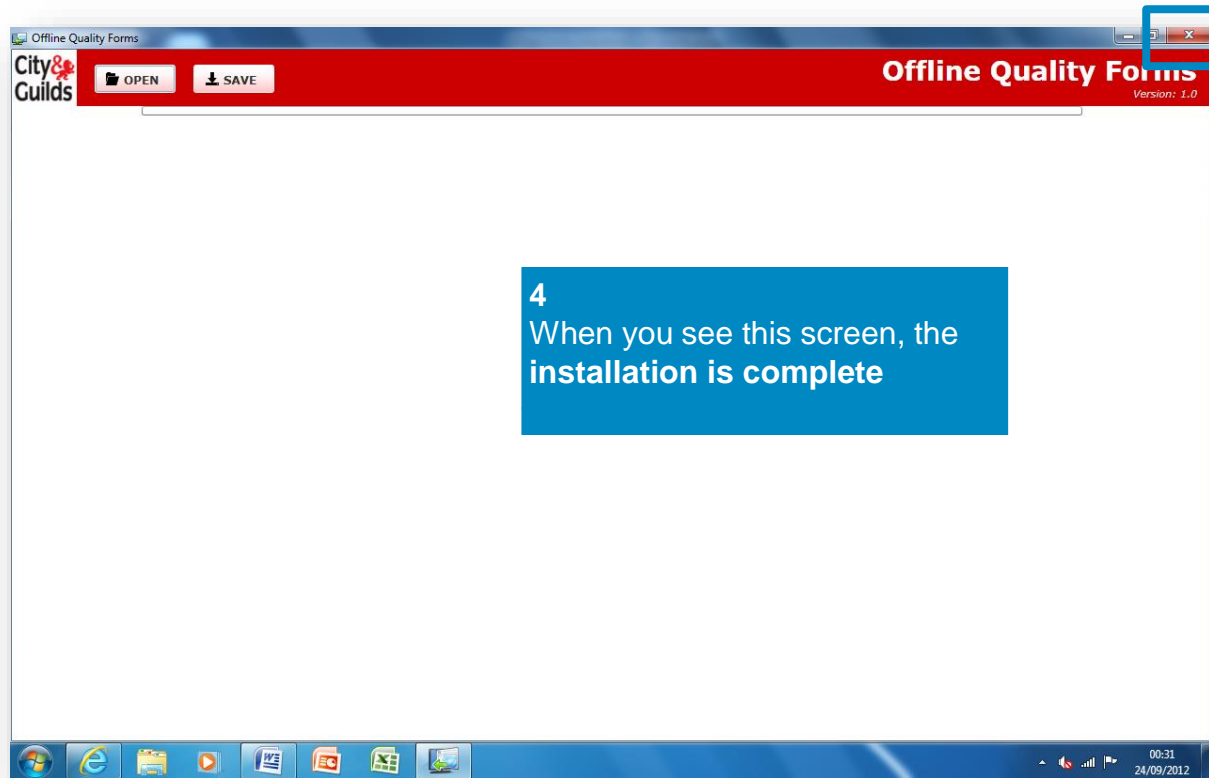 Offline Quality Forms
City&
Guilds
OPEN
SAVE
Offline Quality Forms
Version: 1.0
4
When you see this screen, the
installation is complete
00:31
24/09/2012